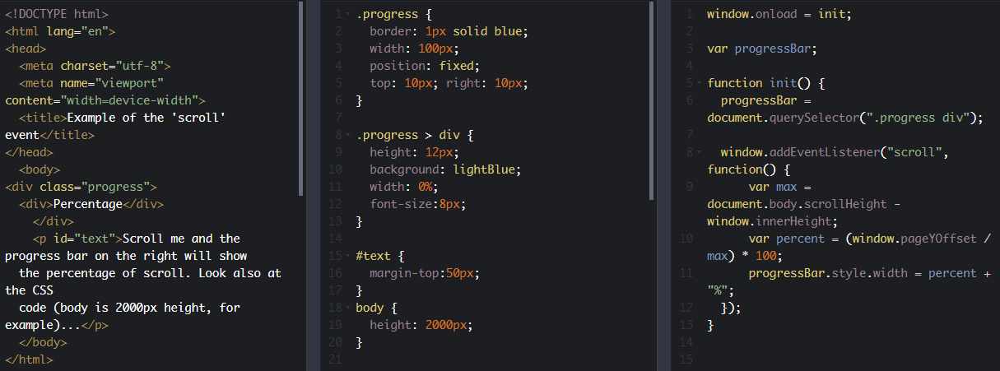 <!DOCTYPE html>
<html lang="en">
<head>
  <meta charset="utf-8">
  <meta name="viewport"
content="width=device-width">
  <title>Example of the 'scroll'
event</title>
</head>
  <body>
<div class="progress">
  <div>Percentage</div>
    </div>
    <p id="text">Scroll me and the
progress bar on the right will show
  the percentage of scroll. Look also at
the CSS
  code (body is 2000px height, for
example)...</p>
  </body>
</html>
1 .progress {
2   border: 1px solid blue;
3   width: 100px;
4   position: fixed;
5   top: 10px; right: 10px;
6 }
7
8 .progress > div {
9   height: 12px;
10   background: lightBlue;
11   width: 0%;
12   font-size:8px;
13 }
14
15 #text {
16   margin-top:50px;
17 }
18 body {
19   height: 2000px;
20 }
21
1 window.onload = init;
2
3 var progressBar;
4
5 function init() {
6   progressBar =
document.querySelector(".progress div");
7
8   window.addEventListener("scroll",
function() {
9       var max =
document.body.scrollHeight -
window.innerHeight;
10       var percent = (window.pageYOffset /
max) * 100;
11       progressBar.style.width = percent +
"%";
12   });
13 }
14
15